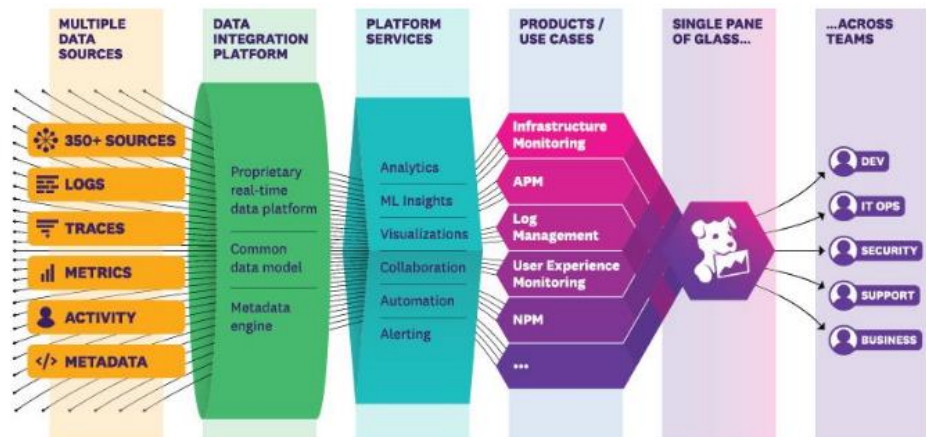 MULTIPLE
DATA
SOURCES
DATA
INTEGRATION
PLATFORM
PLATFORM
SERVICES
PRODUCTS /
USE CASES
SINGLE PANE
OF GLASS...
...ACROSS
TEAMS
350+ SOURCES
LOGS
TRACES
METRICS
ACTIVITY
</> METADATA
Proprietary
real-time
data platform
Common
data model
Metadata
engine
Analytics
ML Insights
Visualizations
Collaboration
Automation
Alerting
Infrastructure
Monitoring
APM
Log
Management
User Experience
Monitoring
NPM
...
DEV
IT OPS
SECURITY
SUPPORT
BUSINESS